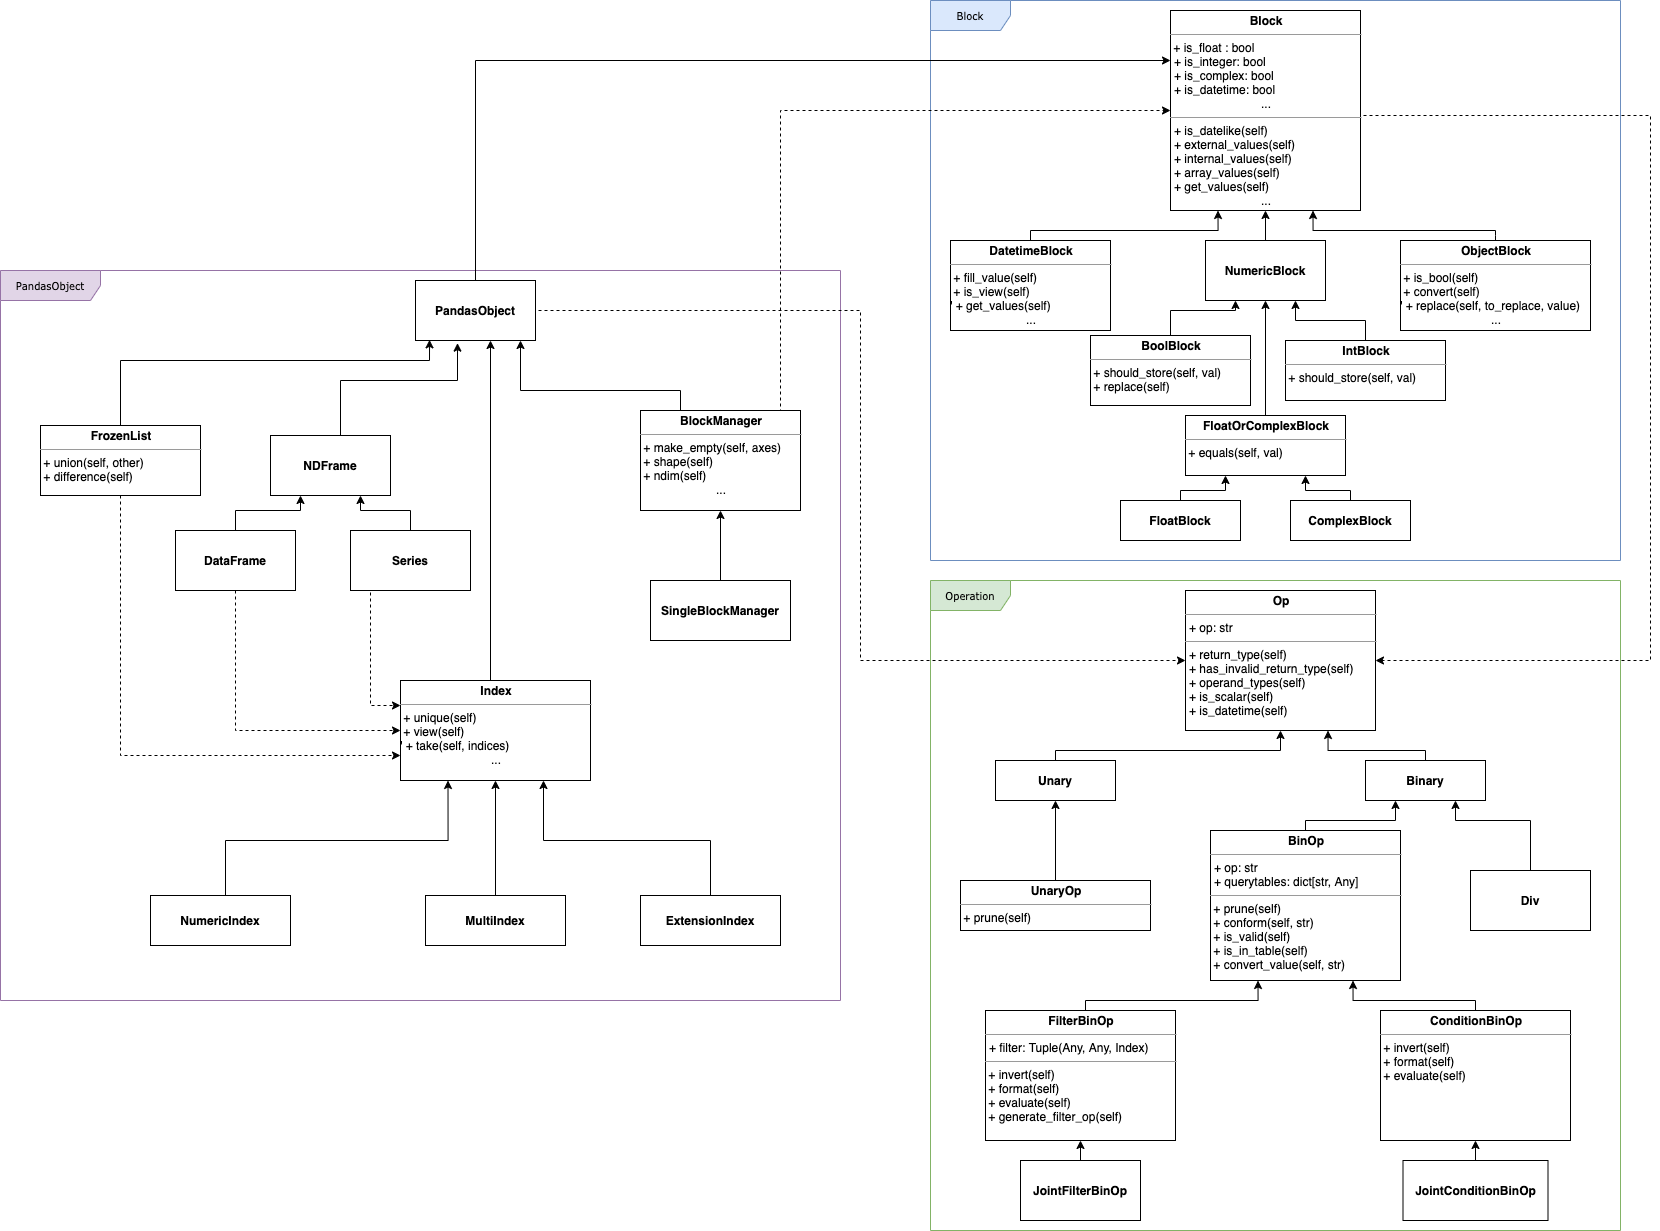 Block
Block
+ is_float : bool
+ is_integer: bool
+ is_complex: bool
+ is_datetime: bool
...
+ is_datelike(self)
+ external_values(self)
+ internal_values(self)
+ array_values(self)
+ get_values(self)
...
DatetimeBlock
+ fill_value(self)
+ is_view(self)
+ get_values(self)
...
NumericBlock
ObjectBlock
+ is_bool(self)
+ convert(self)
+ replace(self, to_replace, value)
...
BoolBlock
+ should_store(self, val)
+ replace(self)
IntBlock
+ should_store(self, val)
FloatOrComplexBlock
+ equals(self, val)
FloatBlock
ComplexBlock
PandasObject
PandasObject
FrozenList
+ union(self, other)
+ difference(self)
NDFrame
BlockManager
+ make_empty(self, axes)
+ shape(self)
+ ndim(self)
...
DataFrame
Series
SingleBlockManager
Index
+ unique(self)
+ view(self)
+ take(self, indices)
...
NumericIndex
MultiIndex
ExtensionIndex
Operation
Op
+ op: str
+ return_type(self)
+ has_invalid_return_type(self)
+ operand_types(self)
+ is_scalar(self)
+ is_datetime(self)
Unary
Binary
UnaryOp
+ prune(self)
BinOp
+ op: str
+ querytables: dict[str, Any]
+ prune(self)
+ conform(self, str)
+ is_valid(self)
+ is_in_table(self)
+ convert_value(self, str)
Div
FilterBinOp
+ filter: Tuple(Any, Any, Index)
+ invert(self)
+ format(self)
+ evaluate(self)
+ generate_filter_op(self)
ConditionBinOp
+ invert(self)
+ format(self)
+ evaluate(self)
JointFilterBinOp
JointConditionBinOp